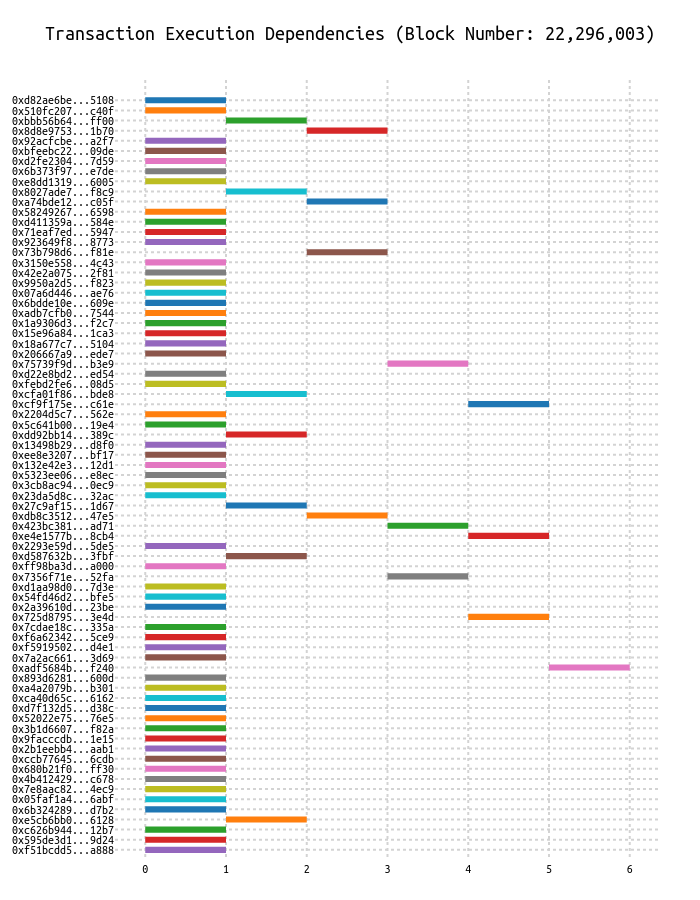 Transaction Execution Dependencies (Block Number: 22,296,003)
0xd82ae6be...5108
0x510fc207...c40f
0xbbb56b64...ff00
0x8d8e9753...1b70
0x92acfcbe...a2f7
0xbfeebc22...09de
0xd2fe2304...7d59
0x6b373f97...e7de
0xe8dd1319...6005
0x8027ade7...f8c9
0xa74bde12...c05f
0x58249267...6598
0xd411359a...584e
0x71eaf7ed...5947
0x923649f8...8773
0x73b798d6...f81e
0x3150e558...4c43
0x42e2a075...2f81
0x9950a2d5...f823
0x07a6d446...ae76
0x6bdde10e...609e
0xadb7cfb0...7544
0x1a9306d3...f2c7
0x15e96a84...1ca3
0x18a677c7...5104
0x206667a9...ede7
0x75739f9d...b3e9
0xd22e8bd2...ed54
0xfebd2fe6...08d5
0xcfa01f86...bde8
0xcf9f175e...c61e
0x2204d5c7...562e
0x5c641b00...19e4
0xdd92bb14...389c
0x13498b29...d8f0
0xee8e3207...bf17
0x132e42e3...12d1
0x5323ee06...e8ec
0x3cb8ac94...0ec9
0x23da5d8c...32ac
0x27c9af15...1d67
0xdb8c3512...47e5
0x423bc381...ad71
0xe4e1577b...8cb4
0x2293e59d...5de5
0xd587632b...3fbf
0xff98ba3d...a000
0x7356f71e...52fa
0xd1aa98d0...7d3e
0x54fd46d2...bfe5
0x2a39610d...23be
0x725d8795...3e4d
0x7cdae18c...335a
0xf6a62342...5ce9
0xf5919502...d4e1
0x7a2ac661...3d69
0xadf5684b...f240
0x893d6281...600d
0xa4a2079b...b301
0xca40d65c...6162
0xd7f132d5...d38c
0x52022e75...76e5
0x3b1d6607...f82a
0x9facccdb...1e15
0x2b1eebb4...aab1
0xccb77645...6cdb
0x680b21f0...ff30
0x4b412429...c678
0x7e8aac82...4ec9
0x05faf1a4...6abf
0x6b324289...d7b2
0xe5cb6bb0...6128
0xc626b944...12b7
0x595de3d1...9d24
0xf51bcdd5...a888
0 1 2 3 4 5 6